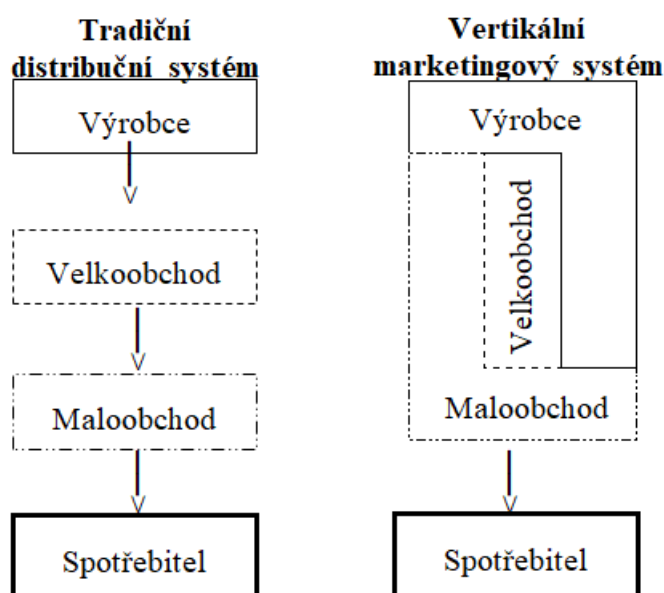 Tradiční
distribuční systém
Výrobce
Velkoobchod
Maloobchod
Spotřebitel
Vertikální
marketingový systém
Výrobce
Velkoobchod
Maloobchod
Spotřebitel